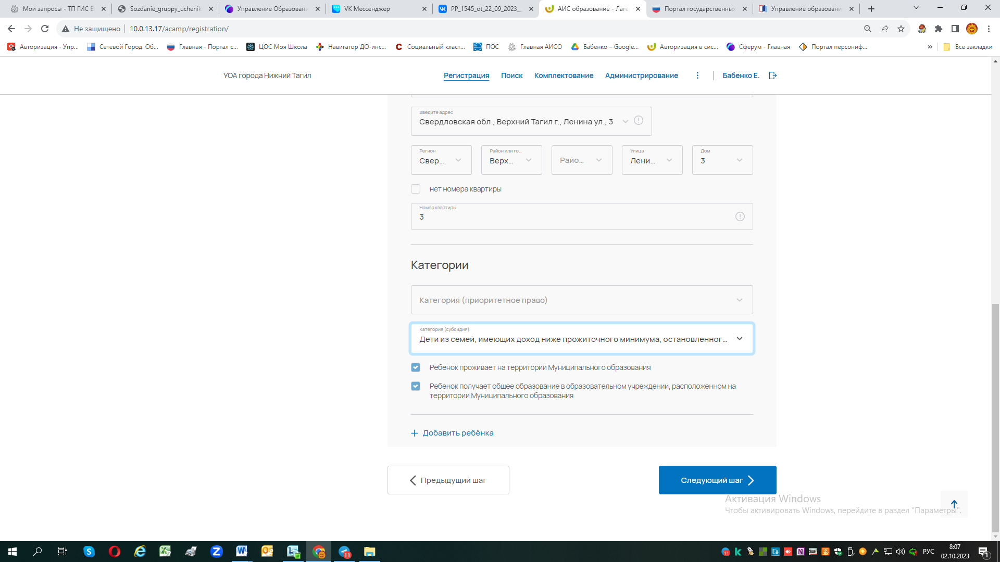 Мои запросы - ТП ГИС Е
Sozdanie_gruppy_uchenik
Управление Образовани
VK Мессенджер
PP_1545_ot_22_09_2023_
АИС образование - Лаге
Портал государственных
Управление образовани
Не защищено
10.0.13.17/acamp/registration/
Авторизация - Упр...
Сетевой Город. Об...
Главная - Портал с...
ЦОС Моя Школа
Навигатор ДО-инс...
Социальный класт...
ПОС
Главная АИСО
Бабенко – Google...
Авторизация в сис...
Сферум - Главная
Портал персониф...
»
Все закладки
УОА города Нижний Тагил
Регистрация
Поиск
Комплектование
Администрирование
Бабенко Е.
Введите адрес
Свердловская обл., Верхний Тагил г., Ленина ул., 3
Регион
Свер...
Район или го...
Верх...
Райо...
Улица
Лени...
Дом
3
нет номера квартиры
Номер квартиры
3
Категории
Категория (приоритетное право)
Категория (субсидия)
Дети из семей, имеющих доход ниже прожиточного минимума, остановленног...
Ребенок проживает на территории Муниципального образования
Ребенок получает общее образование в образовательном учреждении, расположенном на
территории Муниципального образования
+ Добавить ребёнка
Предыдущий шаг
Следующий шаг
Активация Windows
Чтобы активировать Windows, перейдите в раздел "Параметры".
11
11
РУС
8:07
02.10.2023
1